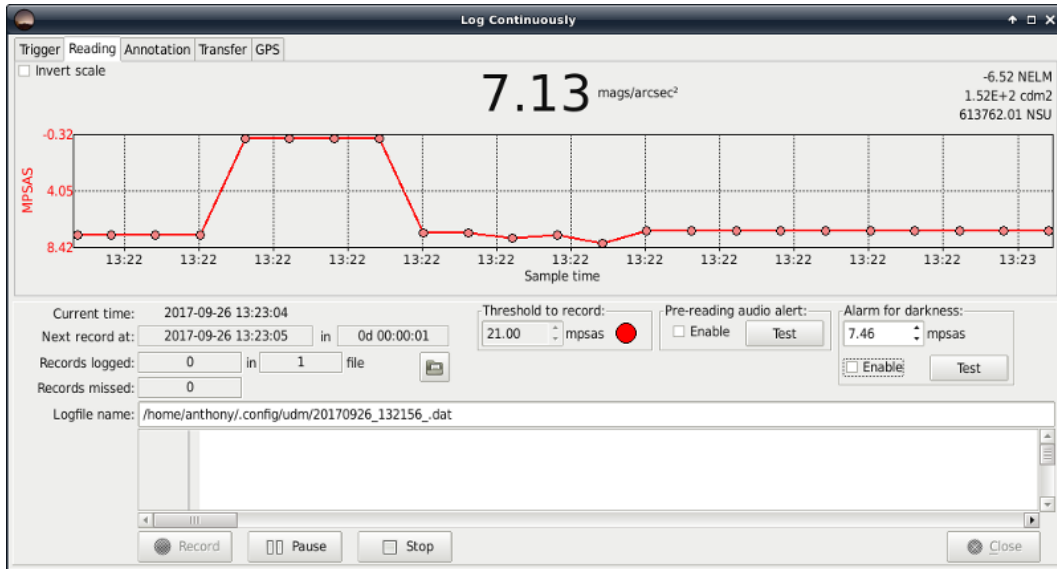 Log Continuously
Trigger Reading Annotation Transfer GPS
Invert scale
7.13 mags/arcsec²
-6.52 NELM
1.52E+2 cdm2
613762.01 NSU
-0.32
4.05
8.42
MPSAS
13:22 13:22 13:22 13:22 13:22 13:22 13:22 13:22 13:22 13:22 13:22 13:22 13:23
Sample time
Current time: 2017-09-26 13:23:04
Next record at: 2017-09-26 13:23:05 in 0d 00:00:01
Records logged: 0 in 1 file
Records missed: 0
Threshold to record:
21.00 mpsas
Pre-reading audio alert:
Enable Test
Alarm for darkness:
7.46 mpsas
Enable Test
Logfile name: /home/anthony/.config/udm/20170926_132156_.dat
Record Pause Stop Close